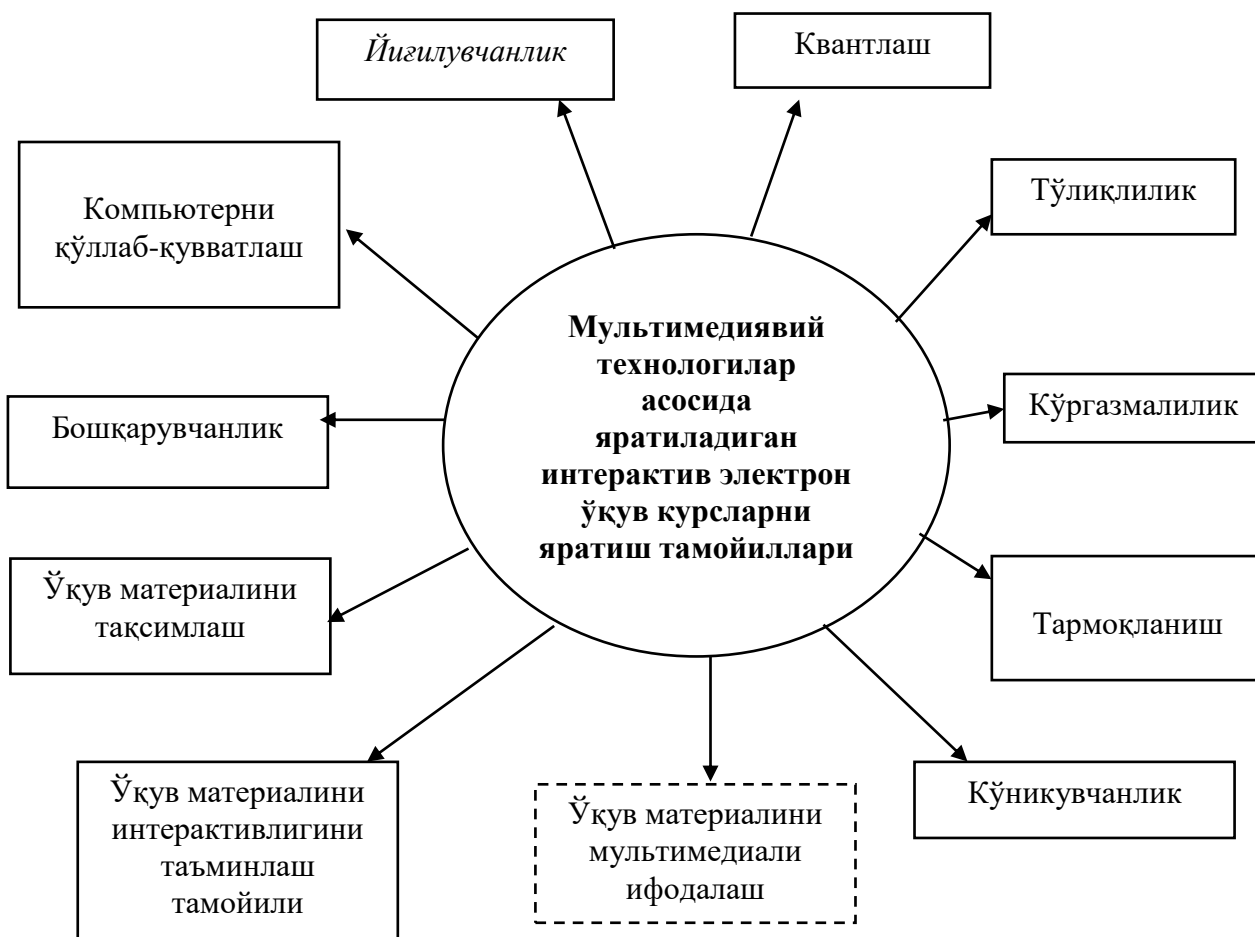 Йиғилувчанлик
Квантлаш
Компьютерни
қўллаб-қувватлаш
Тўлиқлилик
Мультимедиявий
технологилар
асосида
яратиладиган
интерактив электрон
ўқув курсларни
яратиш тамойиллари
Бошқарувчанлик
Кўргазмалилик
Ўқув материалини
тақсимлаш
Тармоқланиш
Ўқув материалини
интерактивлигини
таъминлаш
тамойили
Ўқув материалини
мультимедиали
ифодалаш
Кўникувчанлик